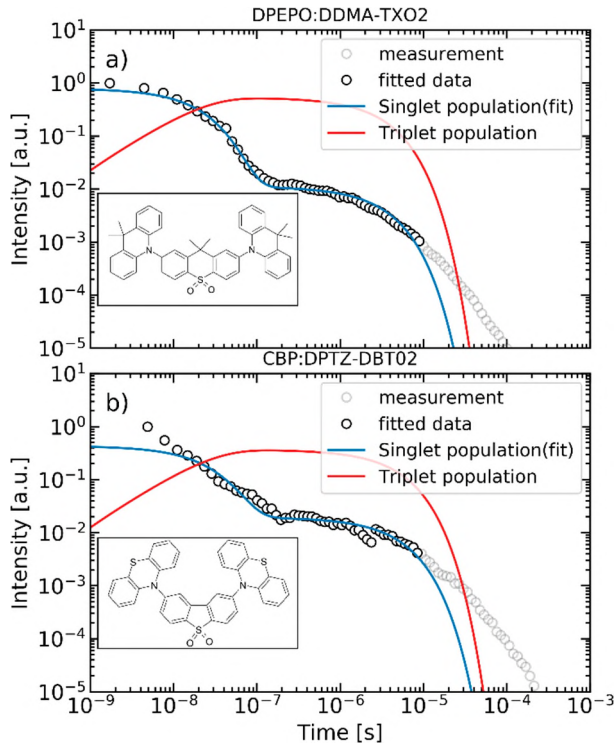 DPEPO:DDMA-TXO2
a)
measurement
fitted data
Singlet population(fit)
Triplet population
Intensity [a.u.]
10^1
10^0
10^-1
10^-2
10^-3
10^-4
10^-5
N
N
S
O
O
CBP:DPTZ-DBT02
b)
measurement
fitted data
Singlet population(fit)
Triplet population
Intensity [a.u.]
10^1
10^0
10^-1
10^-2
10^-3
10^-4
10^-5
S
S
N
N
S
O
O
10^-9 10^-8 10^-7 10^-6 10^-5 10^-4 10^-3
Time [s]